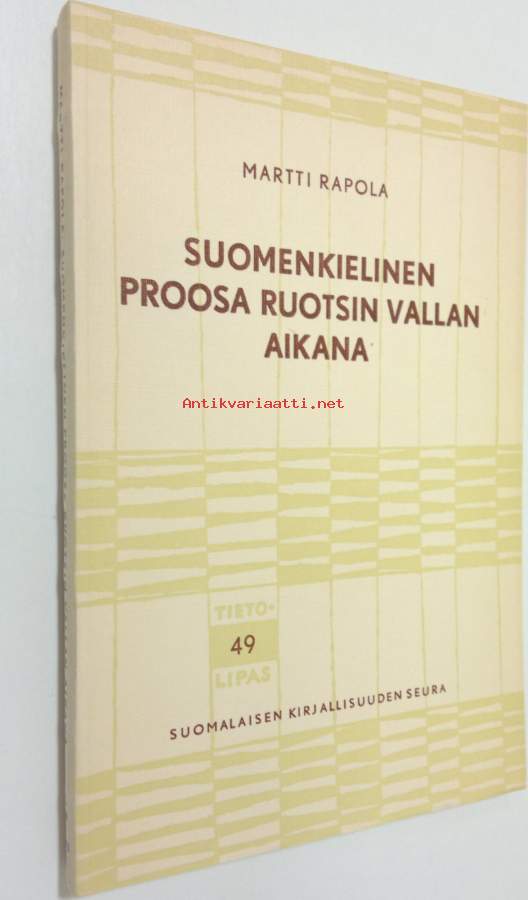 MARTTI RAPOLA
SUOMENKIELINEN
PROOSA RUOTSIN VALLAN
AIKANA
Antikvariaatti.net
TIETO-
49
LIPAS
SUOMALAISEN KIRJALLISUUDEN SEURA